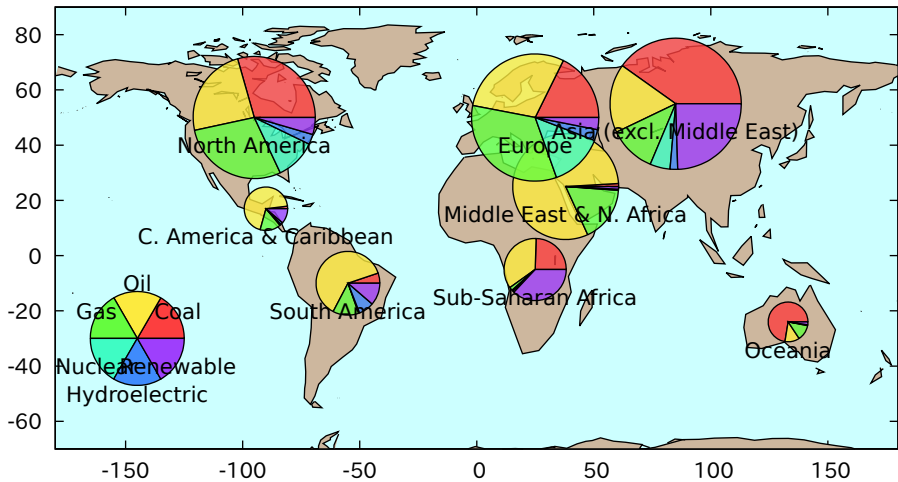 80
60
40
20
0
-20
-40
-60
North America
Europe
Asia (excl. Middle East)
Middle East & N. Africa
C. America & Caribbean
Sub-Saharan Africa
South America
Oceania
Oil
Gas
Coal
Nuclear
Renewable
Hydroelectric
-150
-100
-50
0
50
100
150